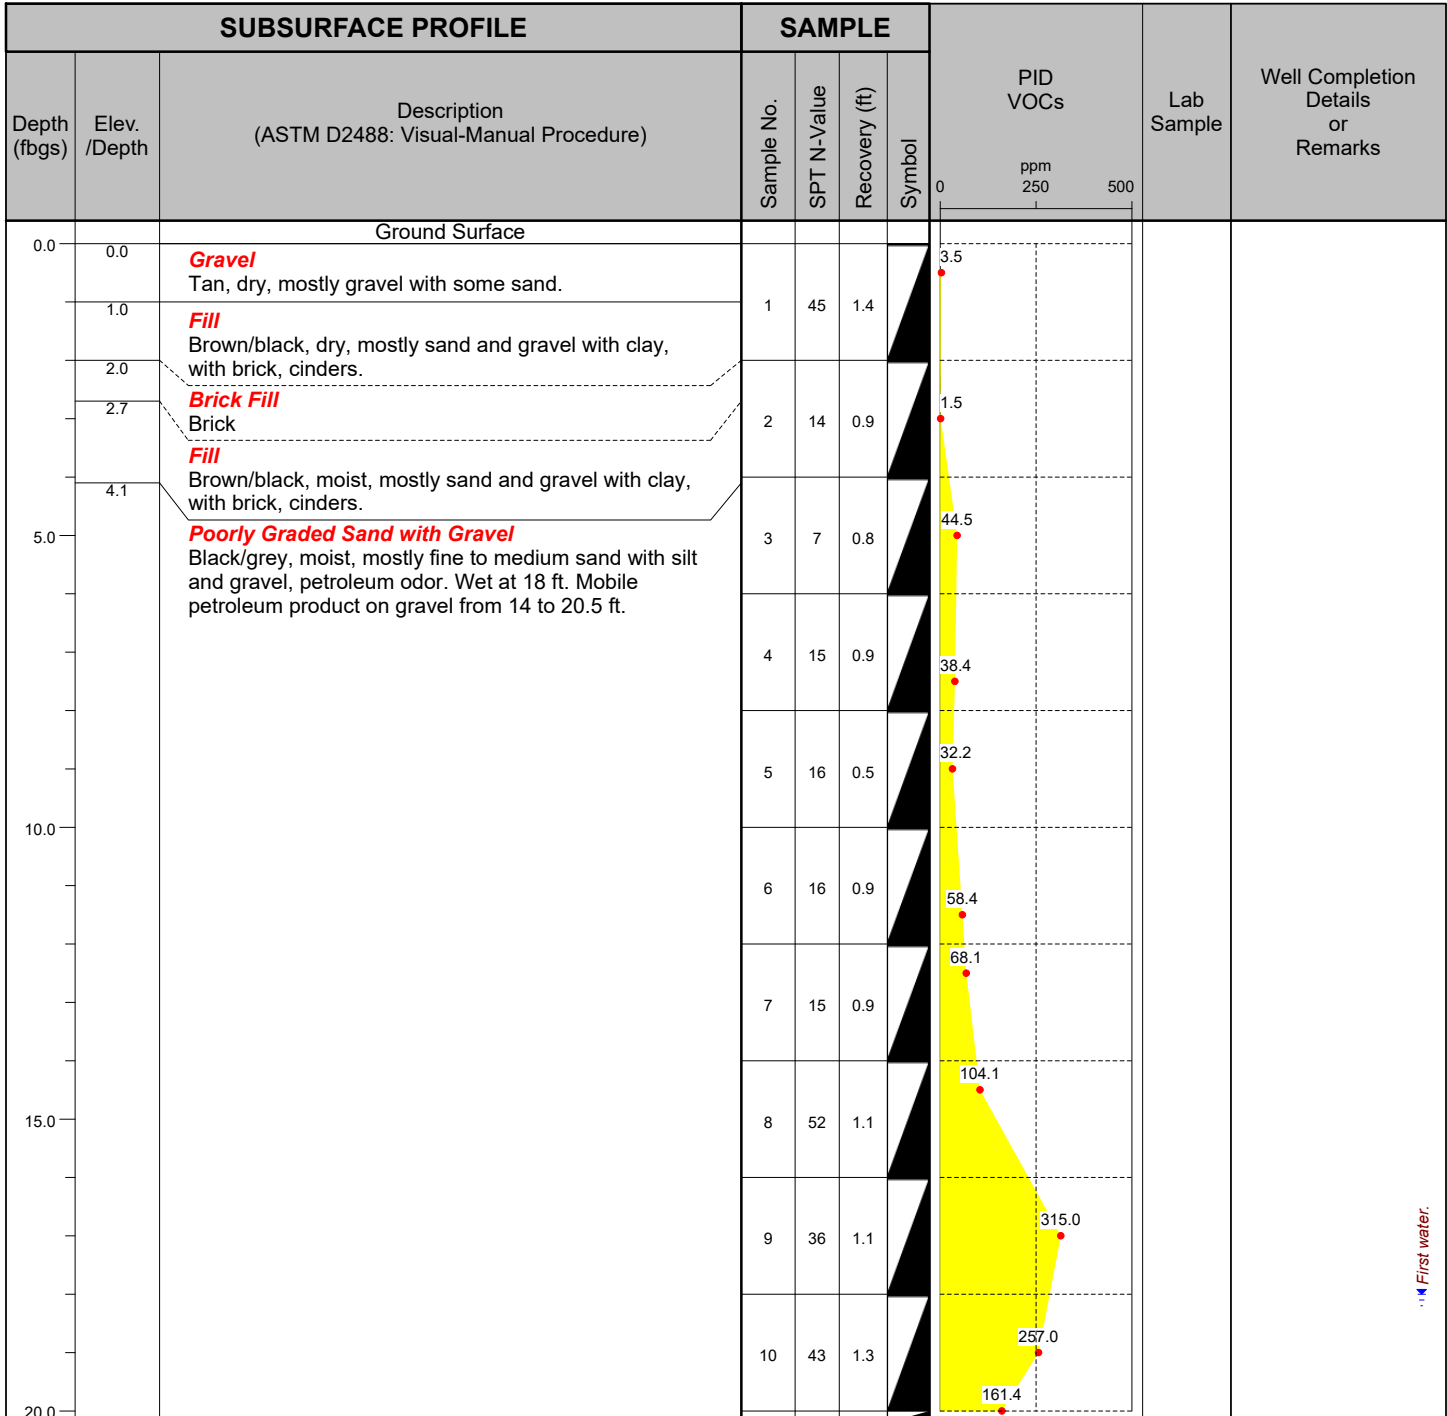 SUBSURFACE PROFILE
SAMPLE
Depth
(fbgs)
Elev.
/Depth
Description
(ASTM D2488: Visual-Manual Procedure)
Sample No.
SPT N-Value
Recovery (ft)
Symbol
PID
VOCs
ppm
0 250 500
Lab
Sample
Well Completion
Details
or
Remarks
Ground Surface
0.0
0.0
Gravel
Tan, dry, mostly gravel with some sand.
1.0
Fill
Brown/black, dry, mostly sand and gravel with clay,
with brick, cinders.
2.0
Brick Fill
Brick
2.7
Fill
Brown/black, moist, mostly sand and gravel with clay,
with brick, cinders.
4.1
Poorly Graded Sand with Gravel
Black/grey, moist, mostly fine to medium sand with silt
and gravel, petroleum odor. Wet at 18 ft. Mobile
petroleum product on gravel from 14 to 20.5 ft.
5.0
10.0
15.0
20.0
1 45 1.4
2 14 0.9
3 7 0.8
4 15 0.9
5 16 0.5
6 16 0.9
7 15 0.9
8 52 1.1
9 36 1.1
10 43 1.3
3.5
1.5
44.5
38.4
32.2
58.4
68.1
104.1
315.0
257.0
161.4
First water.